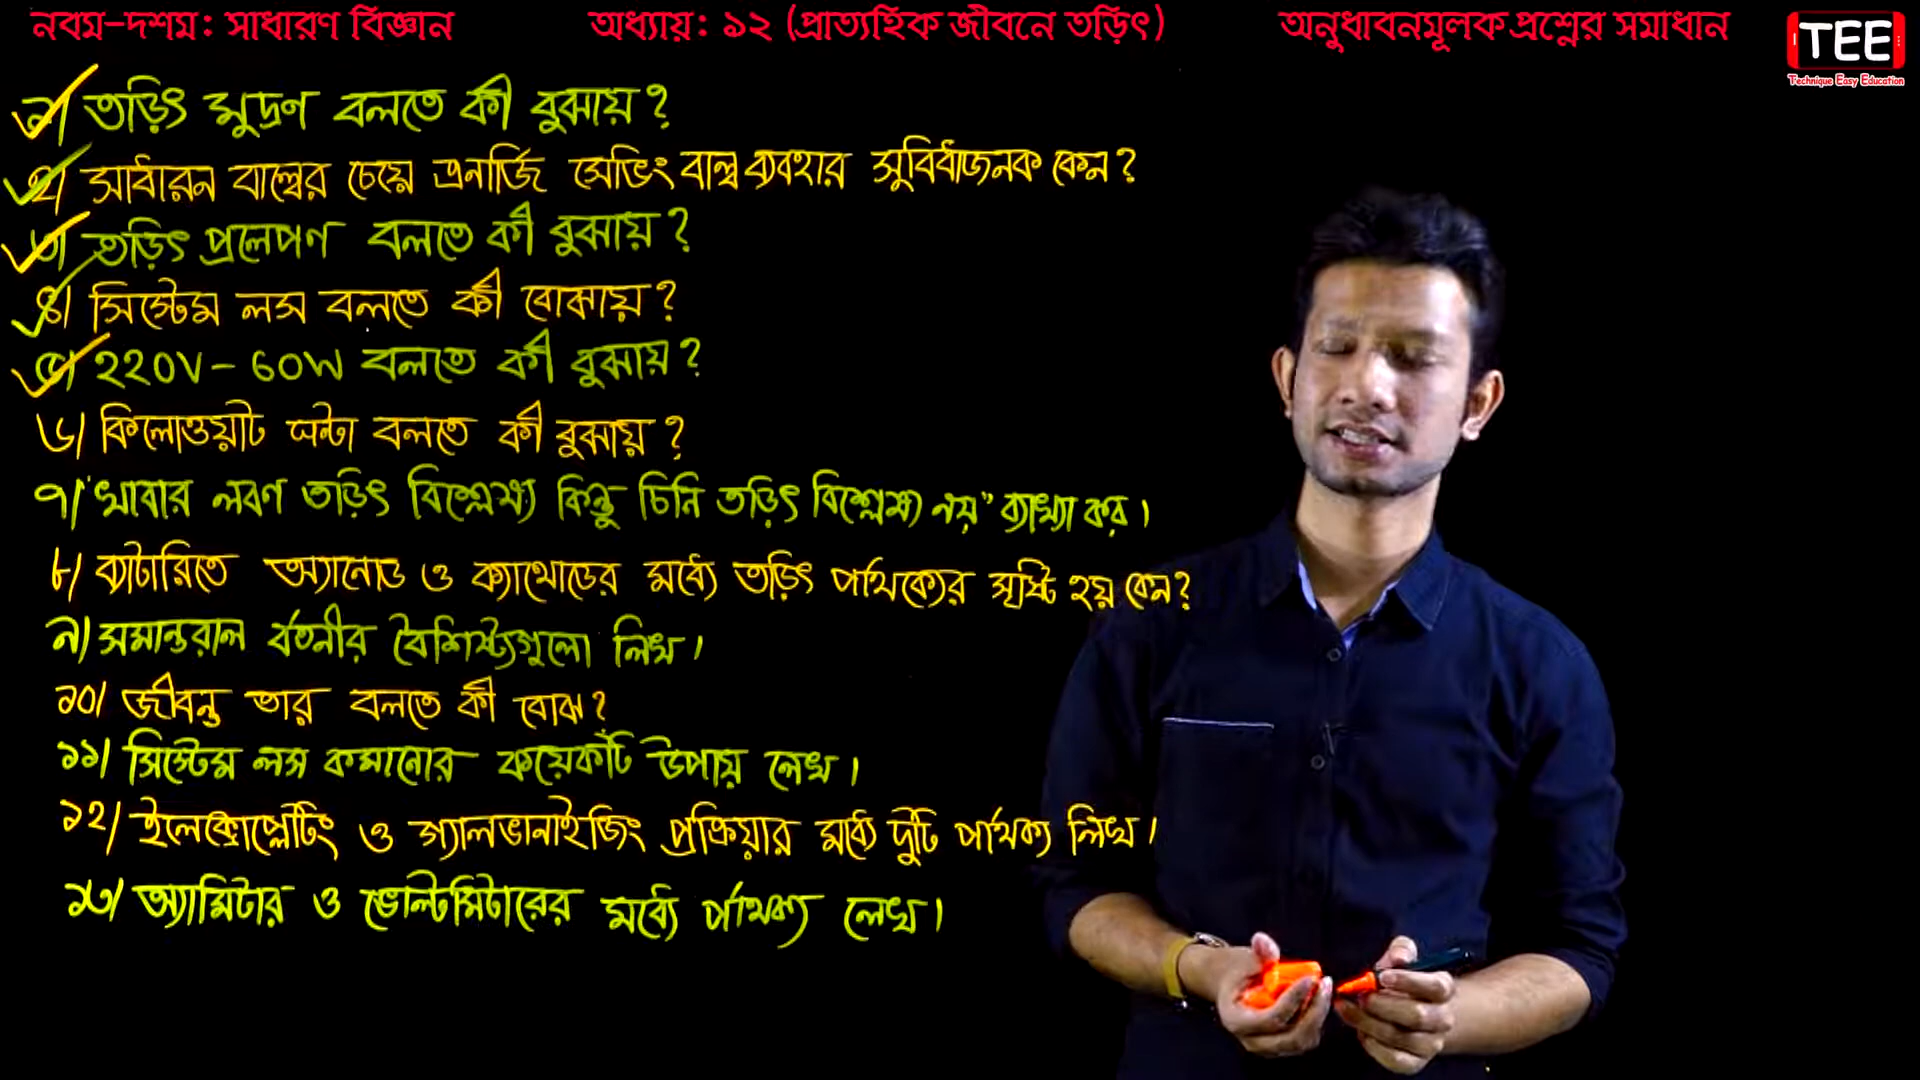 নবম-দশম: সাধারণ বিজ্ঞান অধ্যায়: ১২ (প্রাত্যহিক জীবনে তড়িৎ) অনুধাবনমূলক প্রশ্নের সমাধান
TEE
Technique Easy Education
১। তড়িৎ মুদ্রণ বলতে কী বুঝায়?
২। সাধারন বাল্বের চেয়ে এনার্জি সেভিং বাল্ব ব্যবহার সুবিধাজনক কেন?
৩। তড়িৎ প্রলেপণ বলতে কী বুঝায়?
৪। সিস্টেম লস বলতে কী বোঝায়?
৫। 220V - 60W বলতে কী বুঝায়?
৬। কিলোওয়াট ঘন্টা বলতে কী বুঝায়?
৭। "খাবার লবণ তড়িৎ বিশ্লেষ্য কিন্তু চিনি তড়িৎ বিশ্লেষ্য নয়" ব্যাখ্যা কর।
৮। ব্যাটারিতে অ্যানোড ও ক্যাথোডের মধ্যে তড়িৎ পার্থক্যের সৃষ্টি হয় কেন?
৯। সমান্তরাল বর্তনীর বৈশিষ্ট্যগুলো লিখ।
১০। জীবন্ত তার বলতে কী বোঝ?
১১। সিস্টেম লস কমানোর কয়েকটি উপায় লেখ।
১২। ইলেক্ট্রোপ্লেটিং ও গ্যালভানাইজিং প্রক্রিয়ার মধ্যে দুটি পার্থক্য লিখ।
১৩। অ্যামিটার ও ভোল্টমিটারের মধ্যে পার্থক্য লেখ।